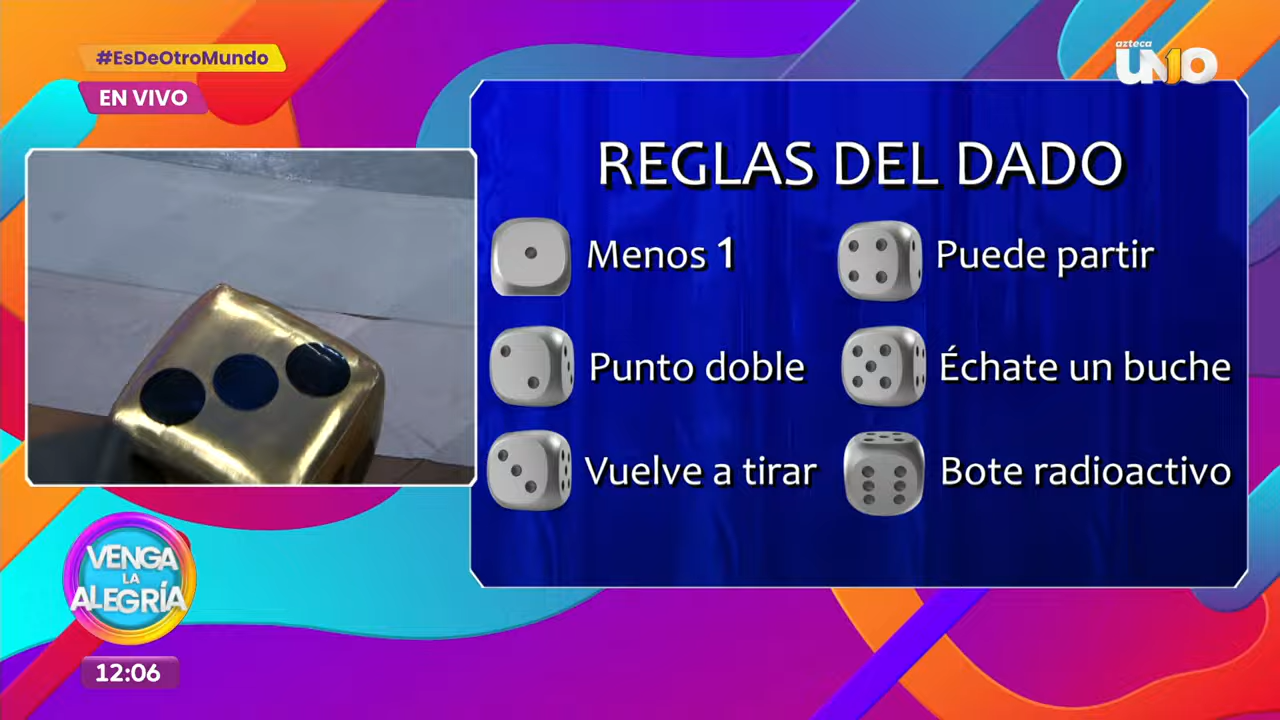 #EsDeOtroMundo
EN VIVO
azteca
UNO
REGLAS DEL DADO
Menos 1
Puede partir
Punto doble
Échate un buche
Vuelve a tirar
Bote radioactivo
VENGA
LA
ALEGRÍA
12:06